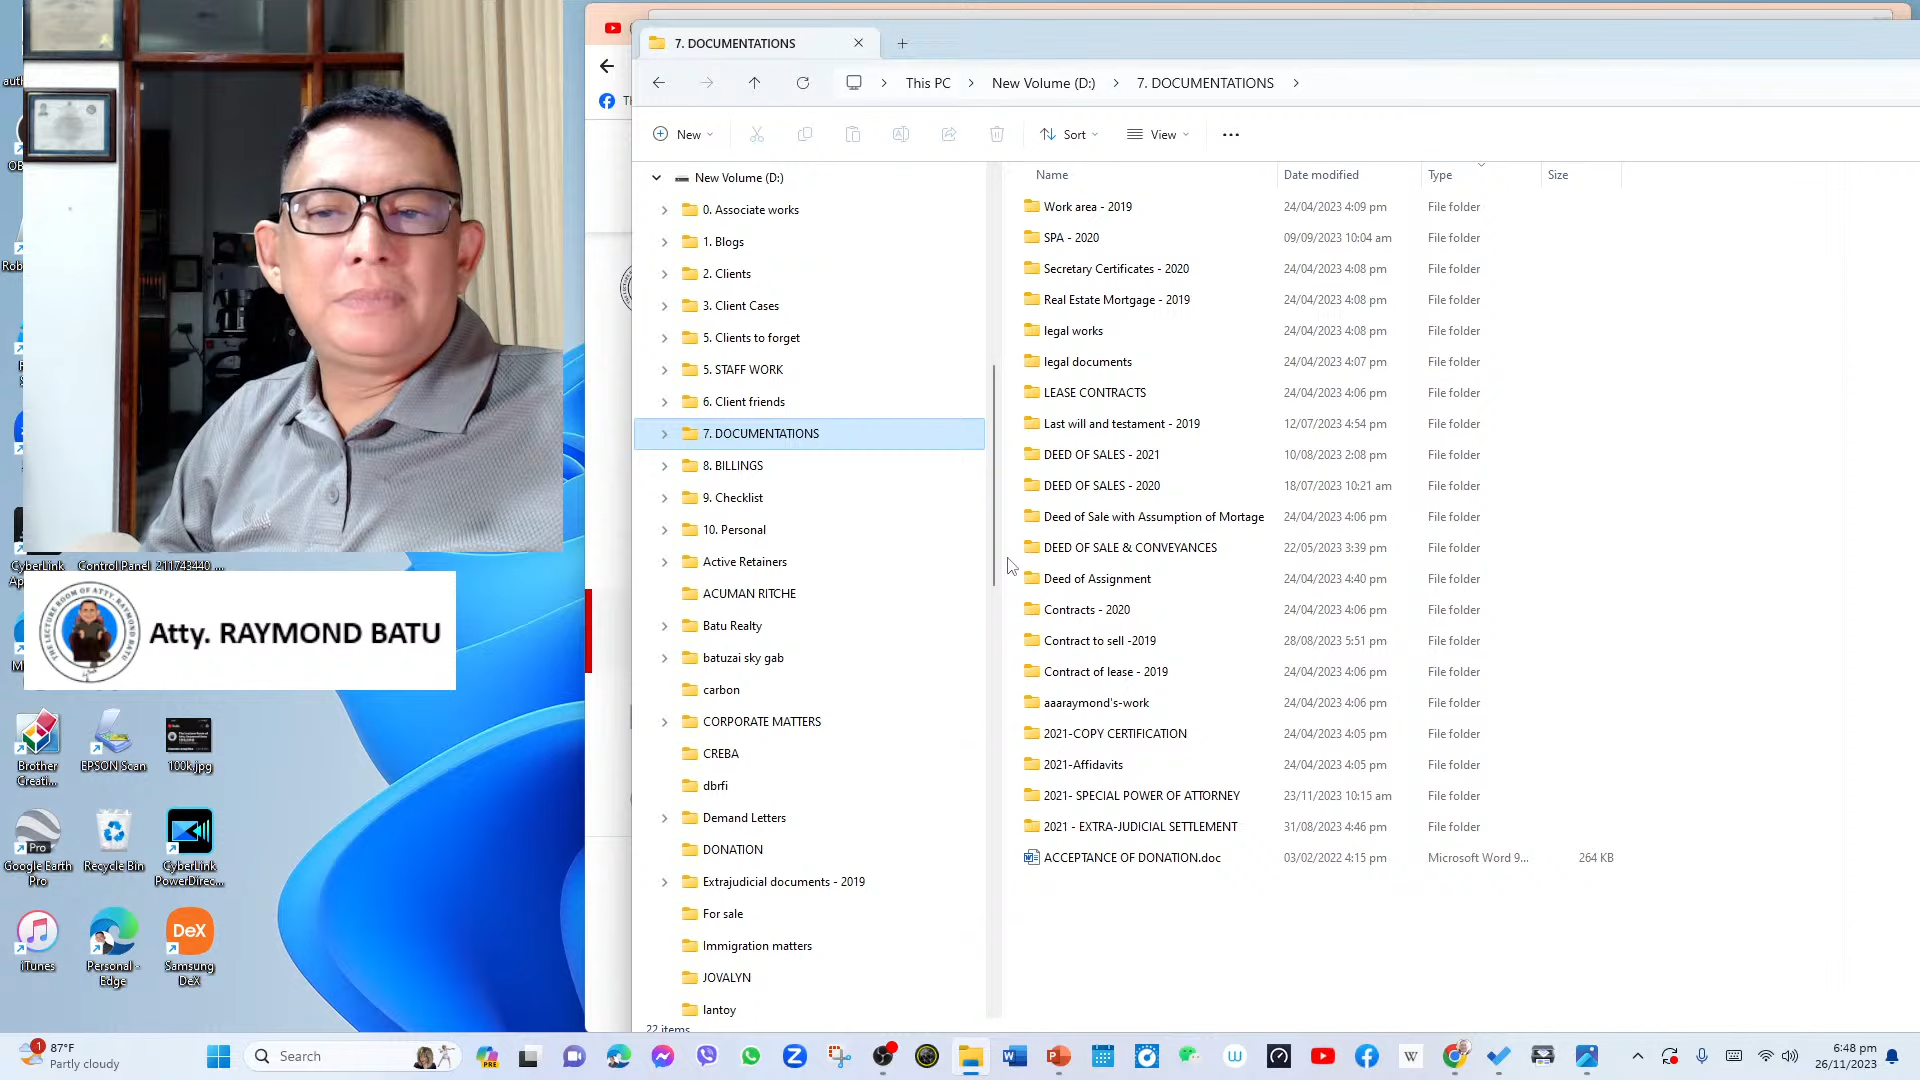 7. DOCUMENTATIONS
This PC
New Volume (D:)
7. DOCUMENTATIONS
New
Sort
View
New Volume (D:)
0. Associate works
1. Blogs
2. Clients
3. Client Cases
5. Clients to forget
5. STAFF WORK
6. Client friends
7. DOCUMENTATIONS
8. BILLINGS
9. Checklist
10. Personal
Active Retainers
ACUMAN RITCHE
Batu Realty
batuzai sky gab
carbon
CORPORATE MATTERS
CREBA
dbrfi
Demand Letters
DONATION
Extrajudicial documents - 2019
For sale
Immigration matters
JOVALYN
lantoy
22 items
Name Date modified Type Size
Work area - 2019 24/04/2023 4:09 pm File folder
SPA - 2020 09/09/2023 10:04 am File folder
Secretary Certificates - 2020 24/04/2023 4:08 pm File folder
Real Estate Mortgage - 2019 24/04/2023 4:08 pm File folder
legal works 24/04/2023 4:08 pm File folder
legal documents 24/04/2023 4:07 pm File folder
LEASE CONTRACTS 24/04/2023 4:06 pm File folder
Last will and testament - 2019 12/07/2023 4:54 pm File folder
DEED OF SALES - 2021 10/08/2023 2:08 pm File folder
DEED OF SALES - 2020 18/07/2023 10:21 am File folder
Deed of Sale with Assumption of Mortage 24/04/2023 4:06 pm File folder
DEED OF SALE & CONVEYANCES 22/05/2023 3:39 pm File folder
Deed of Assignment 24/04/2023 4:40 pm File folder
Contracts - 2020 24/04/2023 4:06 pm File folder
Contract to sell -2019 28/08/2023 5:51 pm File folder
Contract of lease - 2019 24/04/2023 4:06 pm File folder
aaaraymond's-work 24/04/2023 4:06 pm File folder
2021-COPY CERTIFICATION 24/04/2023 4:05 pm File folder
2021-Affidavits 24/04/2023 4:05 pm File folder
2021- SPECIAL POWER OF ATTORNEY 23/11/2023 10:15 am File folder
2021 - EXTRA-JUDICIAL SETTLEMENT 31/08/2023 4:46 pm File folder
ACCEPTANCE OF DONATION.doc 03/02/2022 4:15 pm Microsoft Word 9... 264 KB
CyberLink
Control Panel
211743440 ....
THE LECTURE ROOM OF ATTY. RAYMOND BATU
Atty. RAYMOND BATU
Brother Creati...
EPSON Scan
100k.jpg
Google Earth Pro
Recycle Bin
CyberLink PowerDirec...
iTunes
Personal - Edge
DeX
Samsung DeX
1
87°F
Partly cloudy
Search
PRE
6:48 pm
26/11/2023